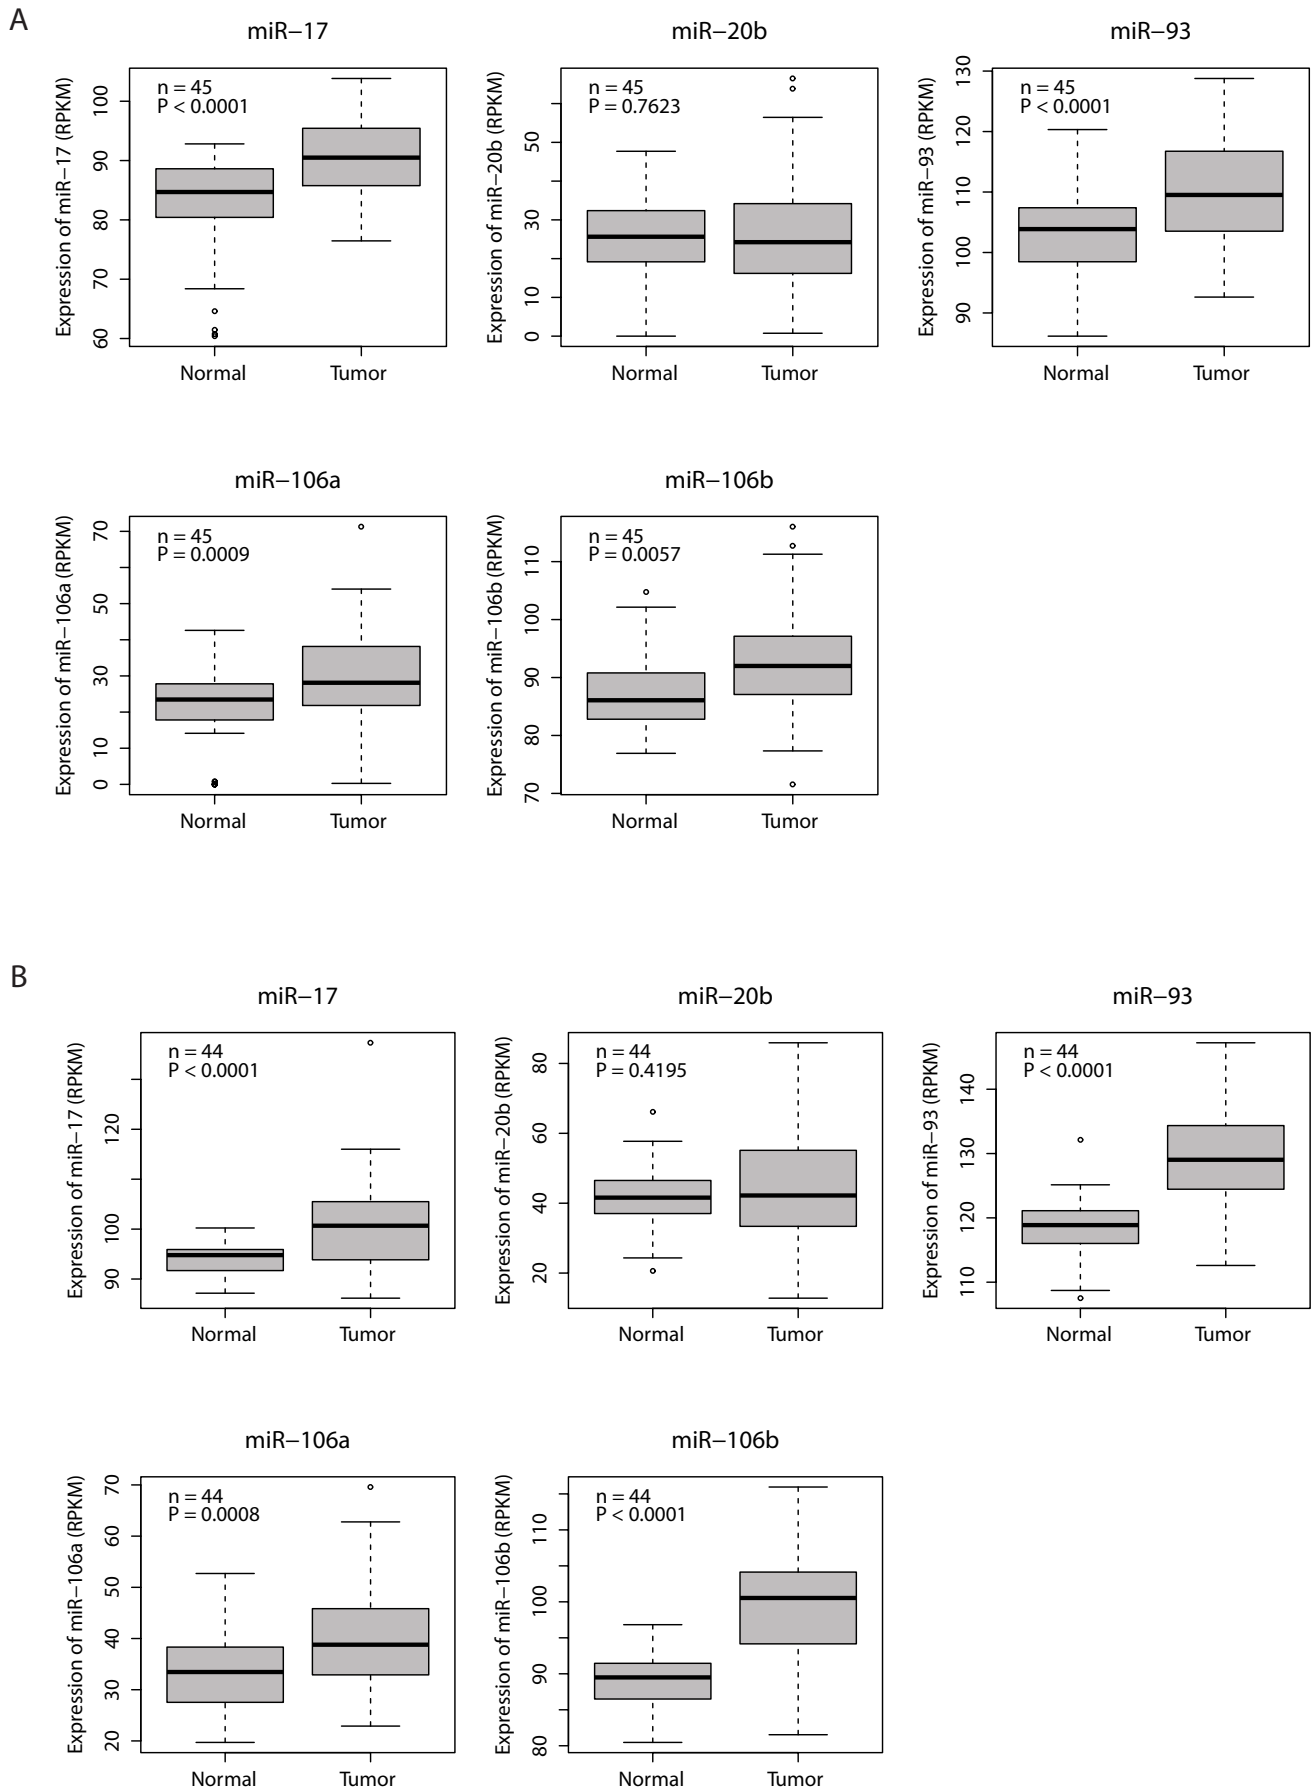 A
miR−17
n = 45
P < 0.0001
Expression of miR−17 (RPKM)
100
90
80
70
60
Normal
Tumor
miR−20b
n = 45
P = 0.7623
Expression of miR−20b (RPKM)
50
30
10
0
Normal
Tumor
miR−93
n = 45
P < 0.0001
Expression of miR−93 (RPKM)
130
120
110
100
90
Normal
Tumor
miR−106a
n = 45
P = 0.0009
Expression of miR−106a (RPKM)
70
50
30
10
0
Normal
Tumor
miR−106b
n = 45
P = 0.0057
Expression of miR−106b (RPKM)
110
100
90
80
70
Normal
Tumor
B
miR−17
n = 44
P < 0.0001
Expression of miR−17 (RPKM)
120
100
90
Normal
Tumor
miR−20b
n = 44
P = 0.4195
Expression of miR−20b (RPKM)
80
60
40
20
Normal
Tumor
miR−93
n = 44
P < 0.0001
Expression of miR−93 (RPKM)
140
130
120
110
Normal
Tumor
miR−106a
n = 44
P = 0.0008
Expression of miR−106a (RPKM)
70
60
50
40
30
20
Normal
Tumor
miR−106b
n = 44
P < 0.0001
Expression of miR−106b (RPKM)
110
100
90
80
Normal
Tumor